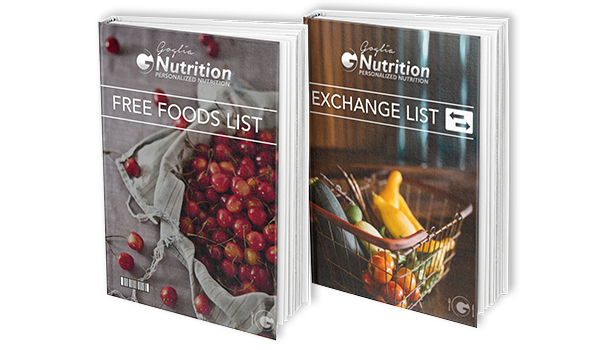 Goglia
Nutrition
PERSONALIZED NUTRITION
FREE FOODS LIST
G
Goglia
Nutrition
PERSONALIZED NUTRITION
EXCHANGE LIST
G